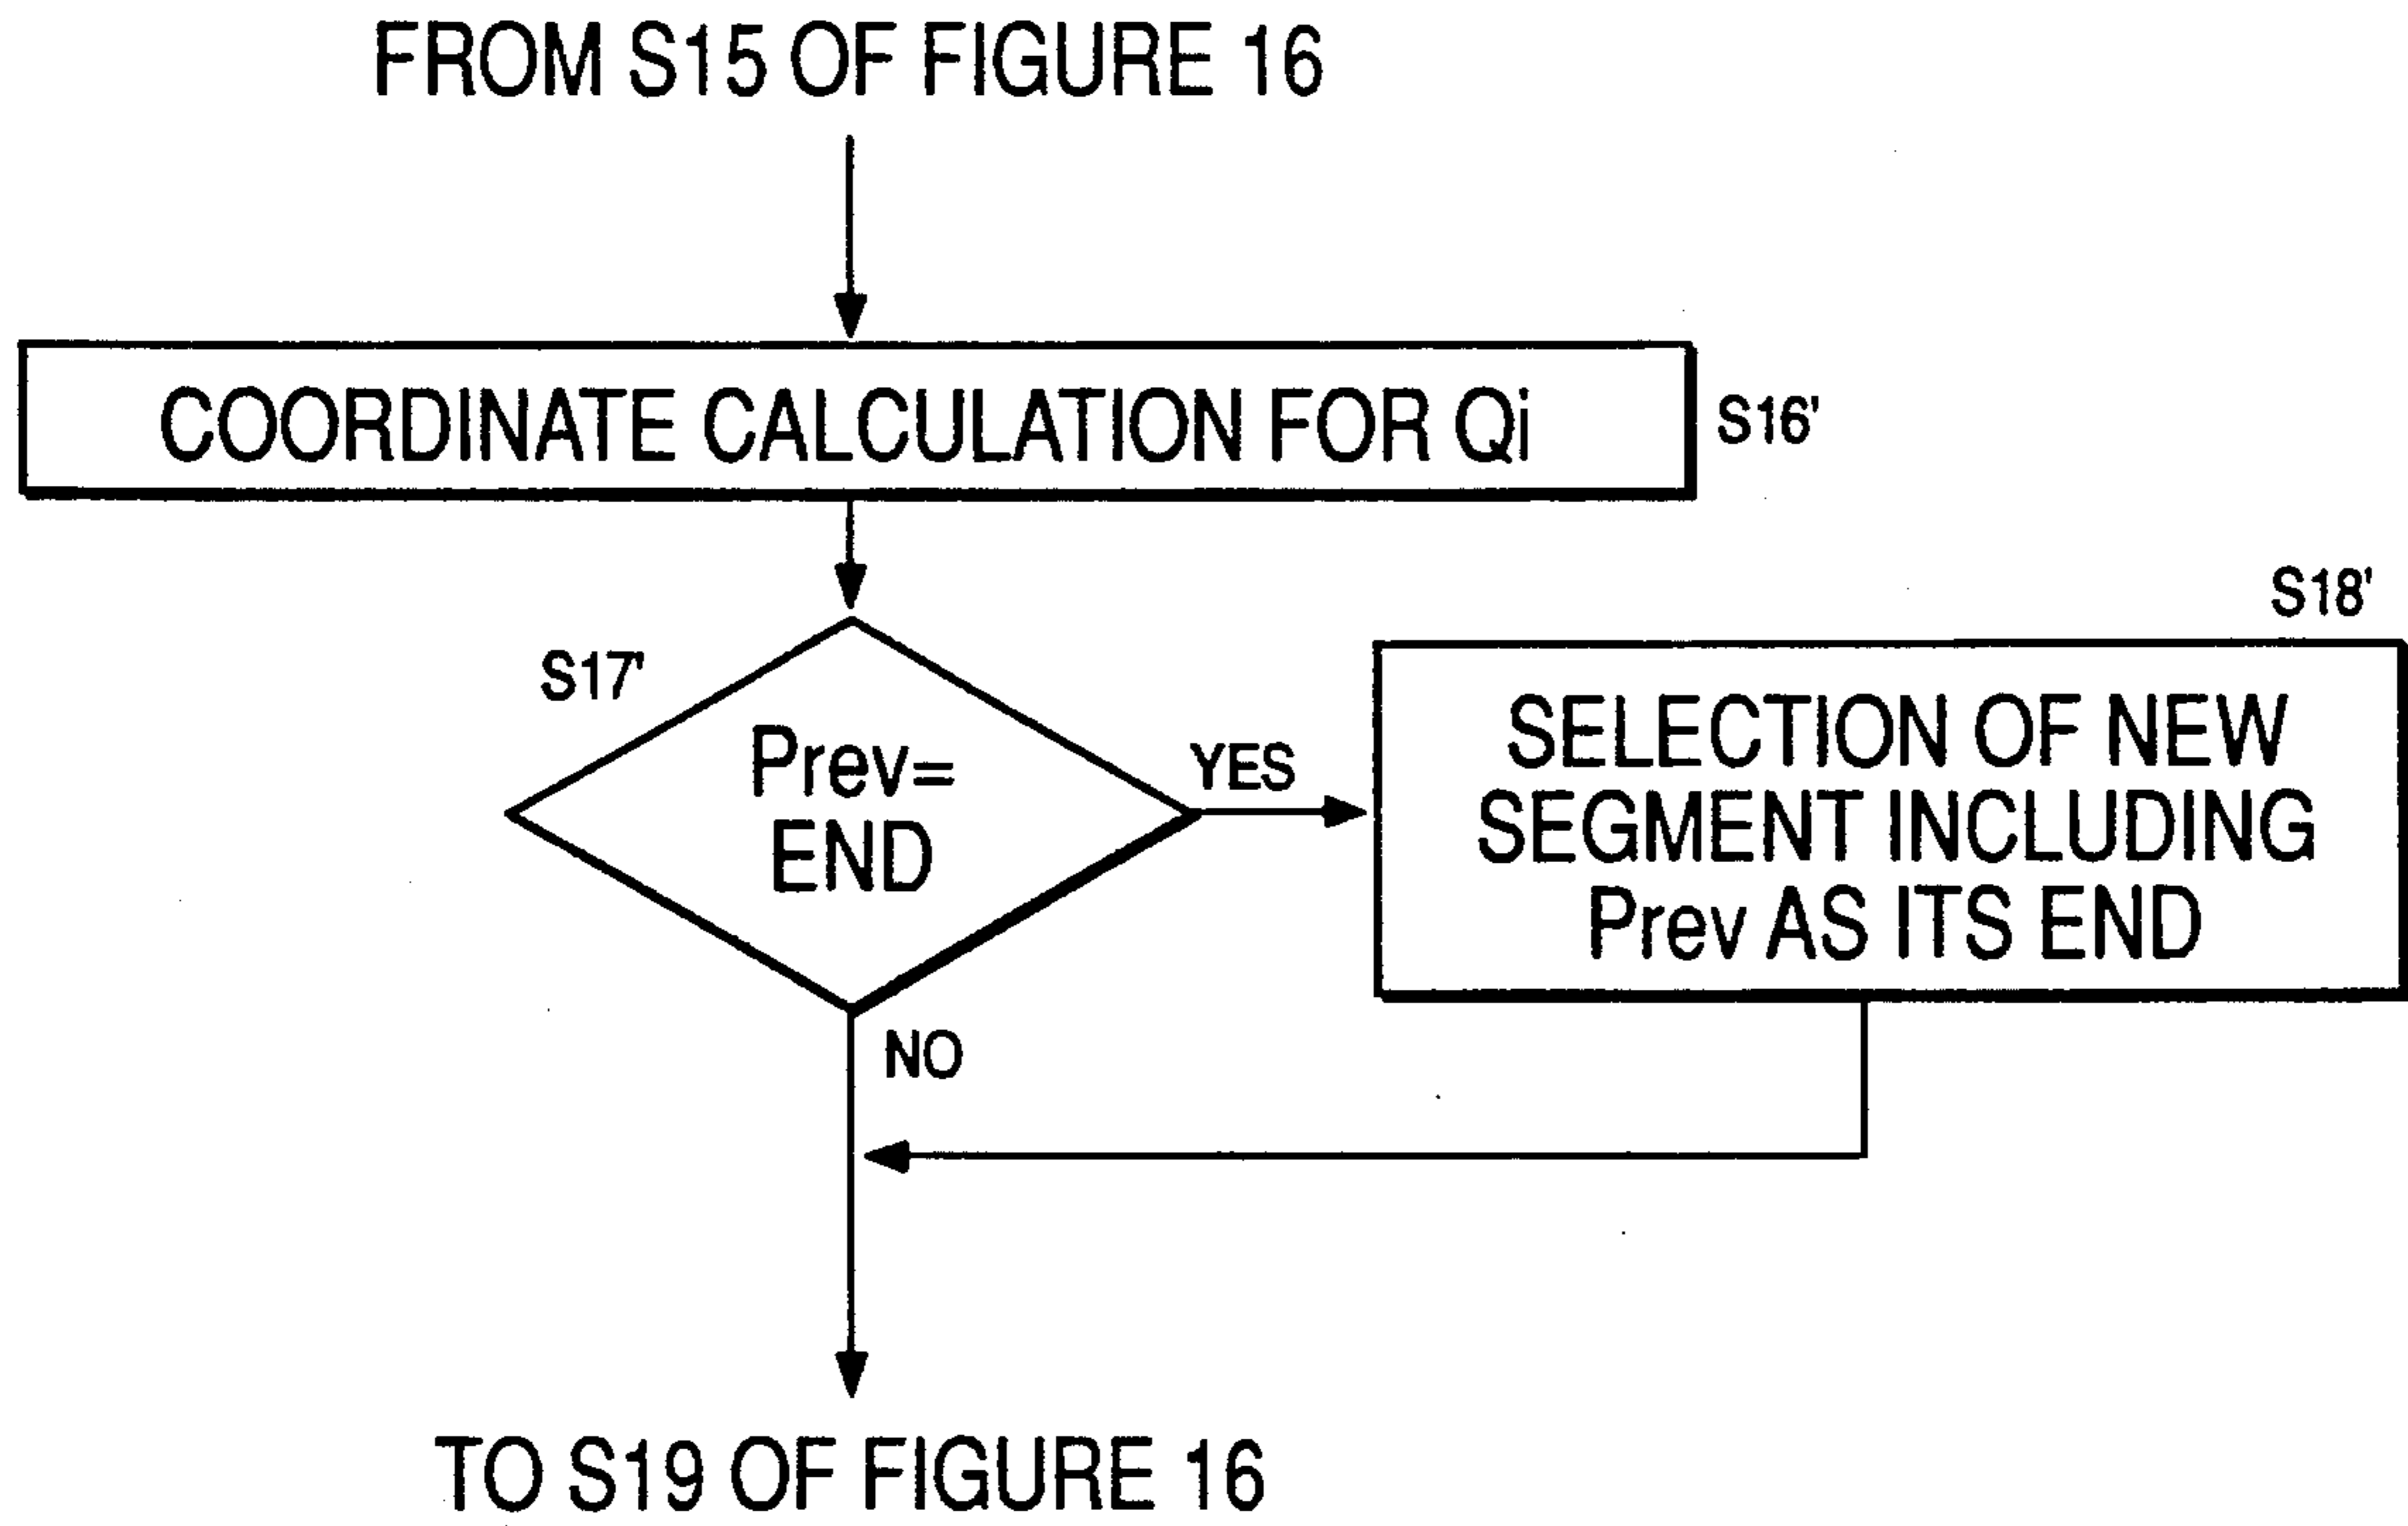 FROM S15 OF FIGURE 16
COORDINATE CALCULATION FOR Qi
S16'
S17'
Prev=
END
YES
S18'
SELECTION OF NEW
SEGMENT INCLUDING
Prev AS ITS END
NO
TO S19 OF FIGURE 16